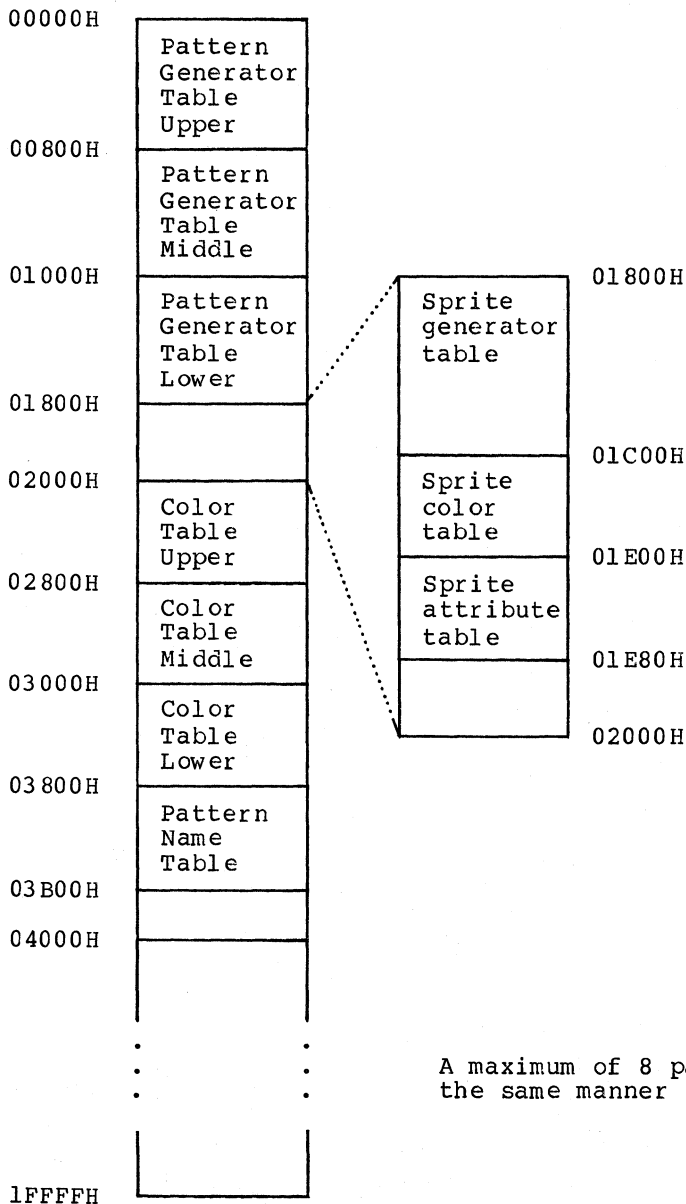 00000H
Pattern
Generator
Table
Upper
00800H
Pattern
Generator
Table
Middle
01000H
Pattern
Generator
Table
Lower
01800H
02000H
Color
Table
Upper
02800H
Color
Table
Middle
03000H
Color
Table
Lower
03800H
Pattern
Name
Table
03B00H
04000H
1FFFFH
01800H
Sprite
generator
table
01C00H
Sprite
color
table
01E00H
Sprite
attribute
table
01E80H
02000H
A maximum of 8
the same manner